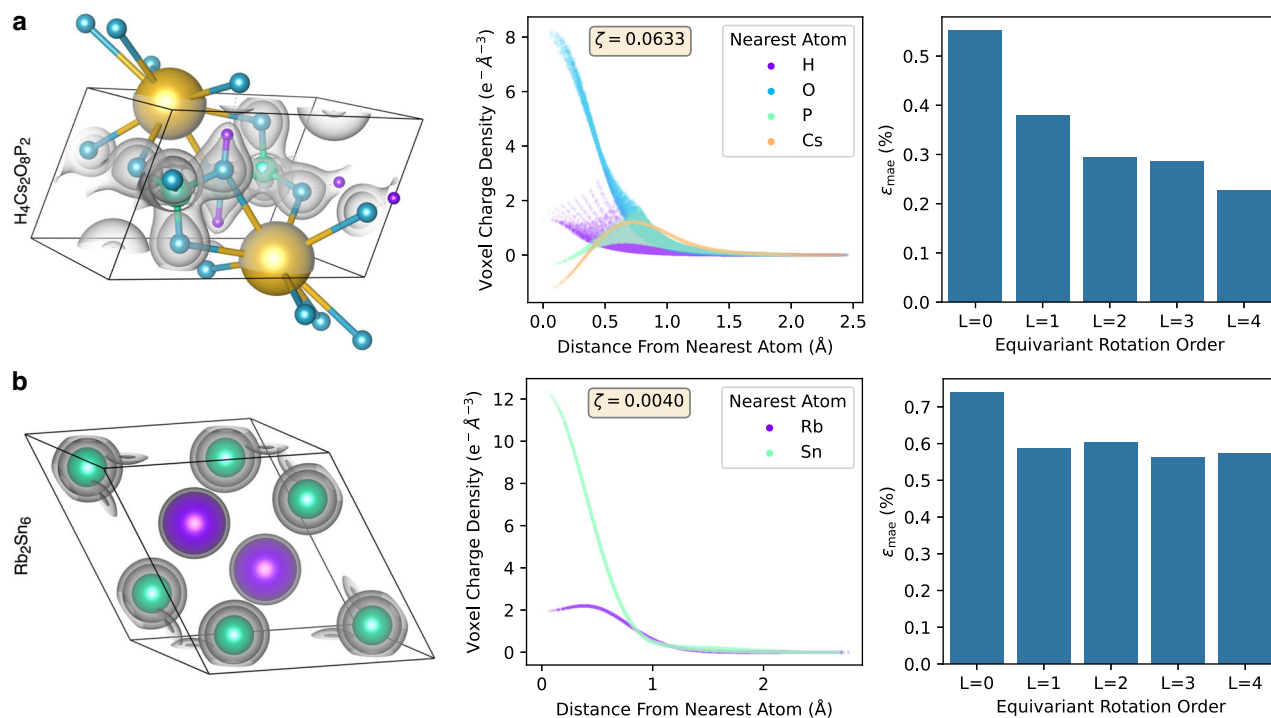 a
H₄Cs₂O₈P₂
Voxel Charge Density (e⁻ Å⁻³)
8
6
4
2
0
ζ = 0.0633
Nearest Atom
H
O
P
Cs
0.0 0.5 1.0 1.5 2.0 2.5
Distance From Nearest Atom (Å)
εmae (%)
0.5
0.4
0.3
0.2
0.1
0.0
L=0 L=1 L=2 L=3 L=4
Equivariant Rotation Order
b
Rb₂Sn₆
Voxel Charge Density (e⁻ Å⁻³)
12
10
8
6
4
2
0
ζ = 0.0040
Nearest Atom
Rb
Sn
0 1 2
Distance From Nearest Atom (Å)
εmae (%)
0.7
0.6
0.5
0.4
0.3
0.2
0.1
0.0
L=0 L=1 L=2 L=3 L=4
Equivariant Rotation Order